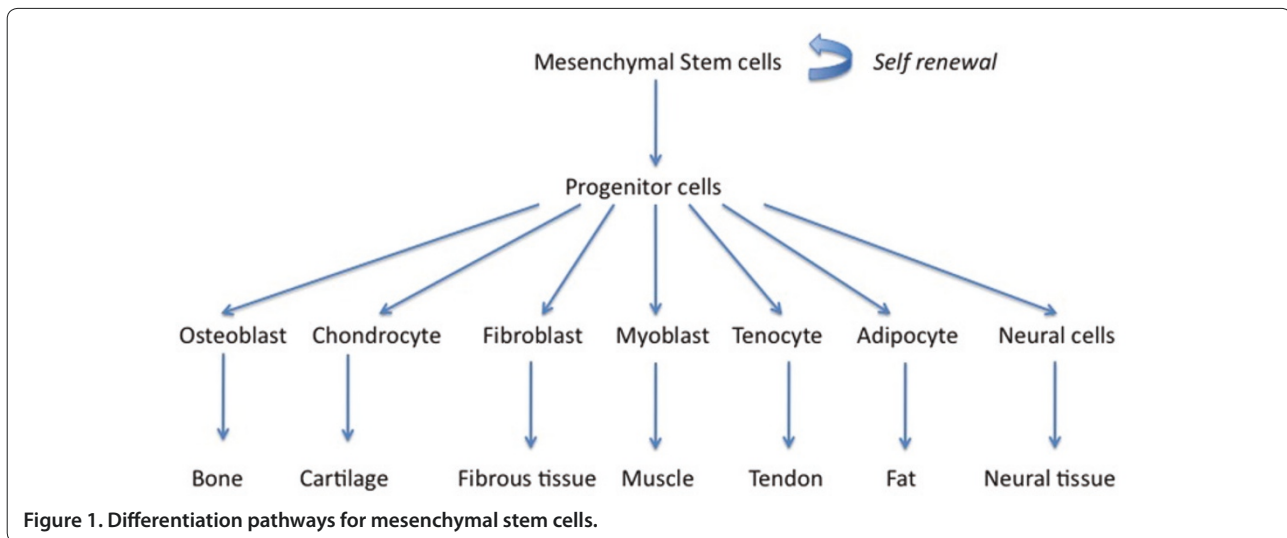 Mesenchymal Stem cells Self renewal
Progenitor cells
Osteoblast Chondrocyte Fibroblast Myoblast Tenocyte Adipocyte Neural cells
Bone Cartilage Fibrous tissue Muscle Tendon Fat Neural tissue
Figure 1. Differentiation pathways for mesenchymal stem cells.